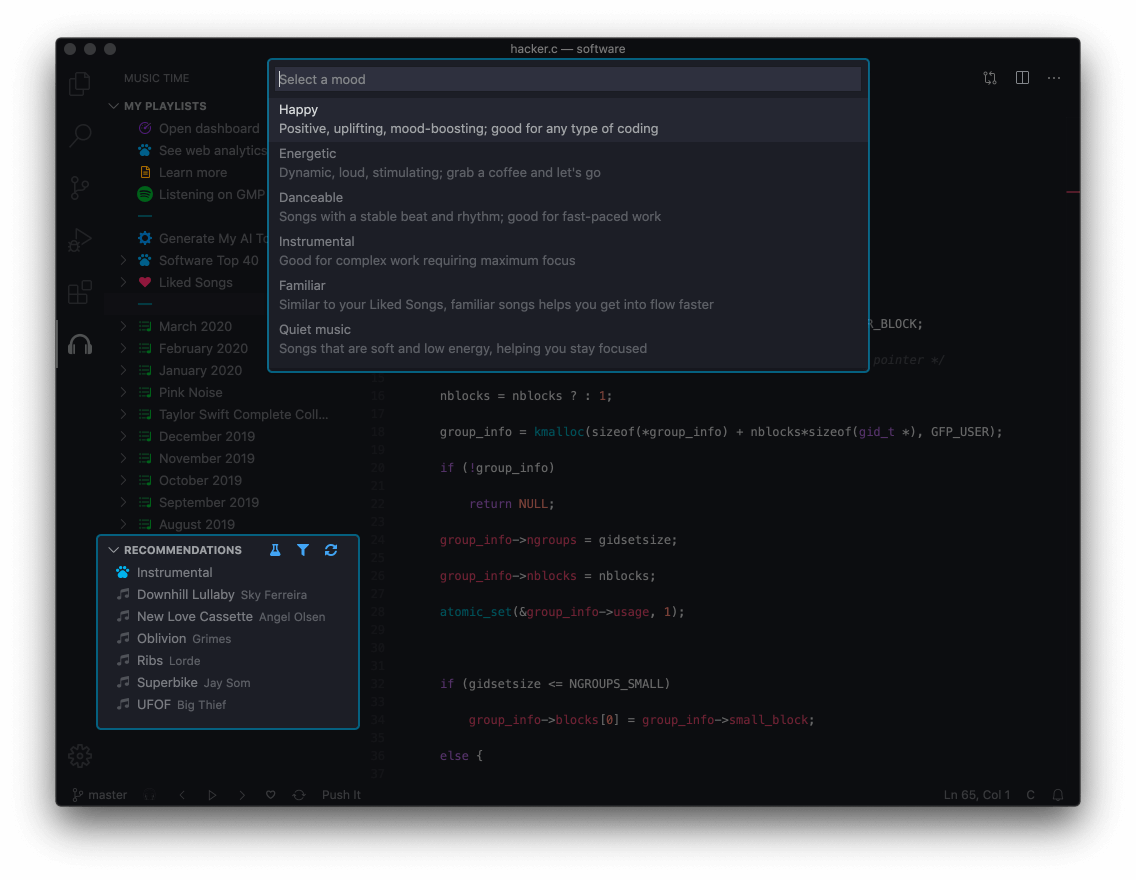 hacker.c — software
MUSIC TIME
Select a mood
MY PLAYLISTS
Open dashboard
See web analytics
Learn more
Listening on GMP
—
Generate My AI To
Software Top 40
Liked Songs
—
March 2020
February 2020
January 2020
Pink Noise
Taylor Swift Complete Coll...
December 2019
November 2019
October 2019
September 2019
August 2019
Happy
Positive, uplifting, mood-boosting; good for any type of coding
Energetic
Dynamic, loud, stimulating; grab a coffee and let's go
Danceable
Songs with a stable beat and rhythm; good for fast-paced work
Instrumental
Good for complex work requiring maximum focus
Familiar
Similar to your Liked Songs, familiar songs helps you get into flow faster
Quiet music
Songs that are soft and low energy, helping you stay focused
R_BLOCK;
pointer */
15
16 nblocks = nblocks ? : 1;
17
18 group_info = kmalloc(sizeof(*group_info) + nblocks*sizeof(gid_t *), GFP_USER);
19
20 if (!group_info)
21
22 return NULL;
23
24 group_info->ngroups = gidsetsize;
25
26 group_info->nblocks = nblocks;
27
28 atomic_set(&group_info->usage, 1);
29
30
31
32 if (gidsetsize <= NGROUPS_SMALL)
33
34 group_info->blocks[0] = group_info->small_block;
35
36 else {
37
RECOMMENDATIONS
Instrumental
Downhill Lullaby Sky Ferreira
New Love Cassette Angel Olsen
Oblivion Grimes
Ribs Lorde
Superbike Jay Som
UFOF Big Thief
master Push It Ln 65, Col 1 C